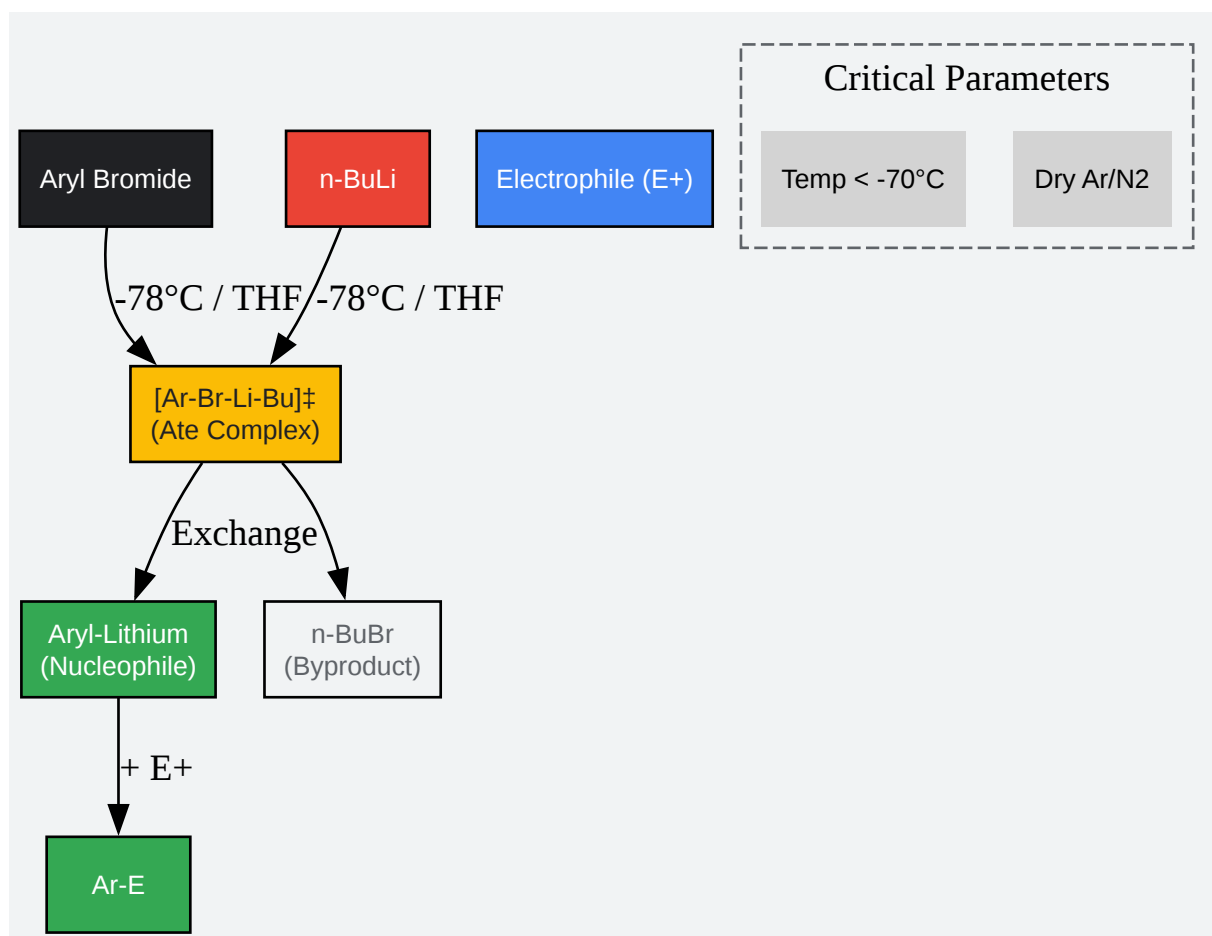 Critical Parameters
Aryl Bromide
n-BuLi
Electrophile (E+)
Temp < -70°C
Dry Ar/N2
-78°C / THF
-78°C / THF
[Ar-Br-Li-Bu]‡
(Ate Complex)
Exchange
Aryl-Lithium
(Nucleophile)
n-BuBr
(Byproduct)
+ E+
Ar-E